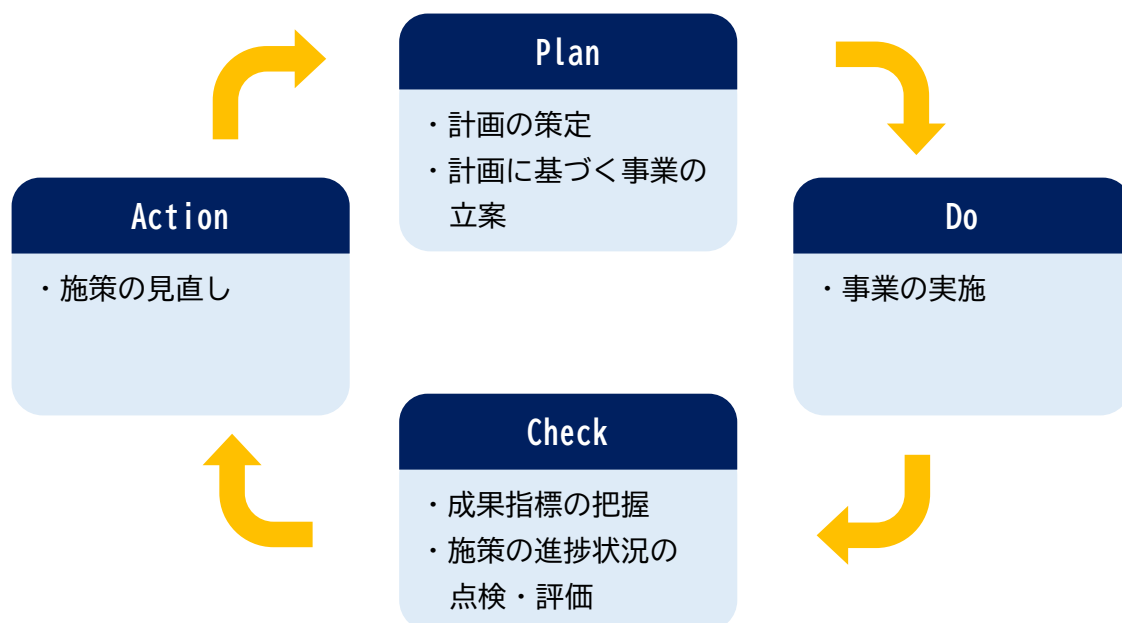 Plan
・計画の策定
・計画に基づく事業の
立案
Do
・事業の実施
Check
・成果指標の把握
・施策の進捗状況の
点検・評価
Action
・施策の見直し